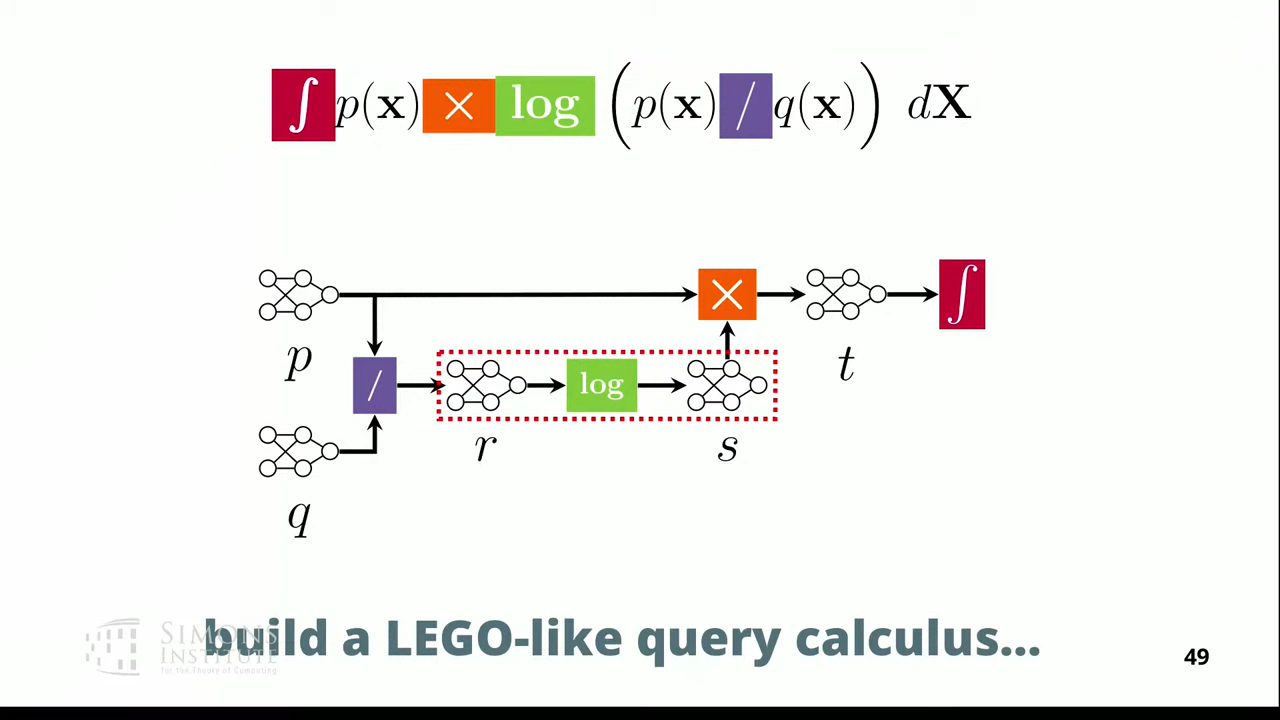 ∫ p(𝐱) × log (p(𝐱) / q(𝐱)) d𝐗
× ∫
p / r log s t
q
build a LEGO-like query calculus...
SIMONS
INSTITUTE
for the Theory of Computing
49